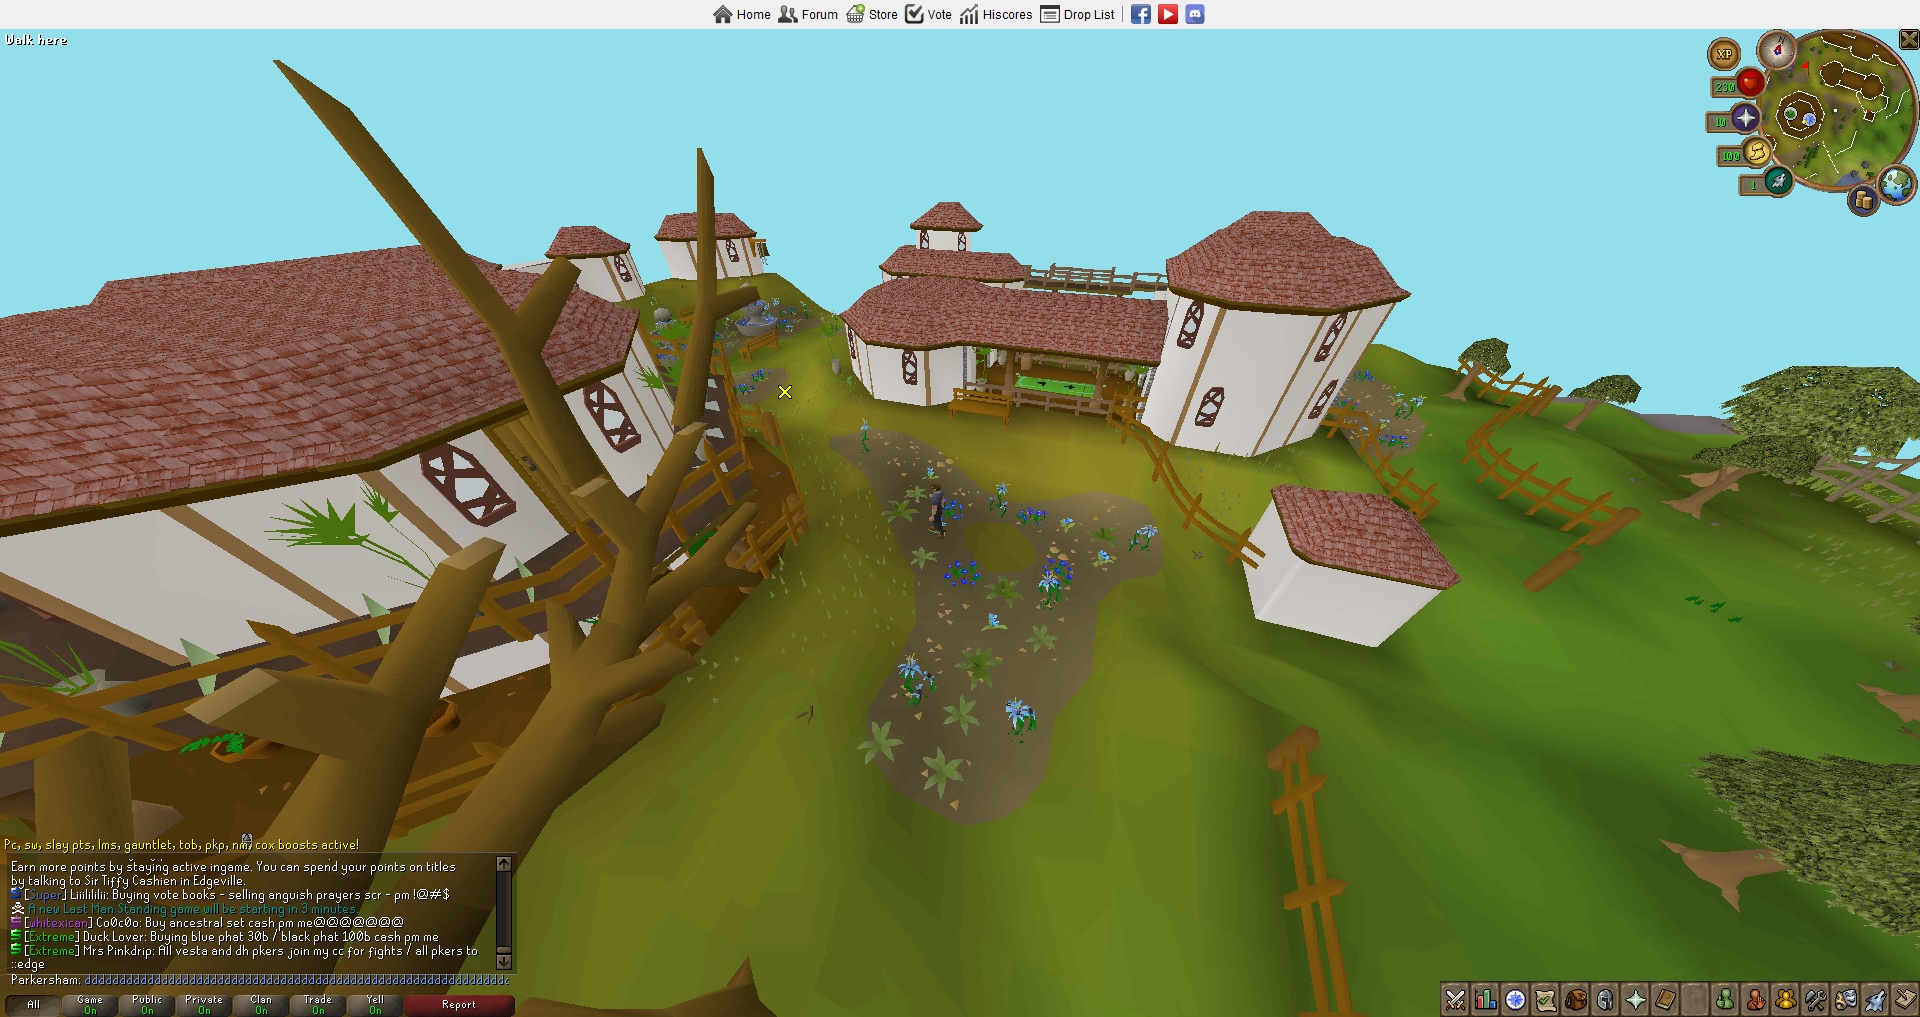 Home Forum Store Vote Hiscores Drop List
Walk here
XP
230
10
100
1
Pc, sw, slay pts, lms, gauntlet, tob, pkp, nm, cox boosts active!
Earn more points by staying active ingame. You can spend your points on titles
by talking to Sir Tiffy Cashien in Edgeville.
[Super] Liiilililii: Buying vote books - selling anguish prayers scr - pm !@#$
A new Last Man Standing game will be starting in 3 minutes.
[whitexican] Co0c0o: Buy ancestral set cash pm me@@@@@@@
[Extreme] Duck Lover: Buying blue phat 30b / black phat 100b cash pm me
[Extreme] Mrs Pinkdrip: All vesta and dh pkers join my cc for fights / all pkers to
::edge
Parkersham:
All Game On Public On Private On Clan On Trade On Yell On Report